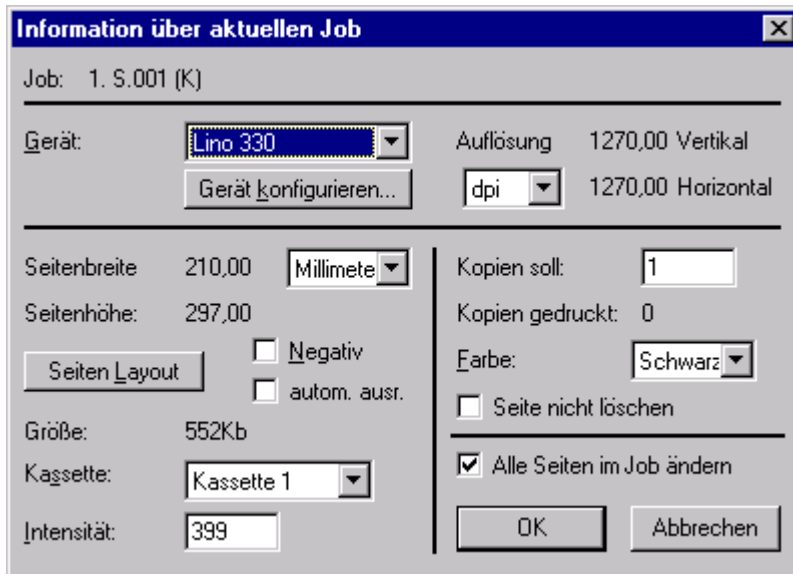 Information über aktuellen Job
Job: 1. S.001 (K)
Gerät: Lino 330
Gerät konfigurieren...
Auflösung 1270,00 Vertikal
dpi 1270,00 Horizontal
Seitenbreite 210,00 Millimete
Seitenhöhe: 297,00
Negativ
Seiten Layout
autom. ausr.
Größe: 552Kb
Kassette: Kassette 1
Intensität: 399
Kopien soll: 1
Kopien gedruckt: 0
Farbe: Schwarz
Seite nicht löschen
Alle Seiten im Job ändern
OK Abbrechen